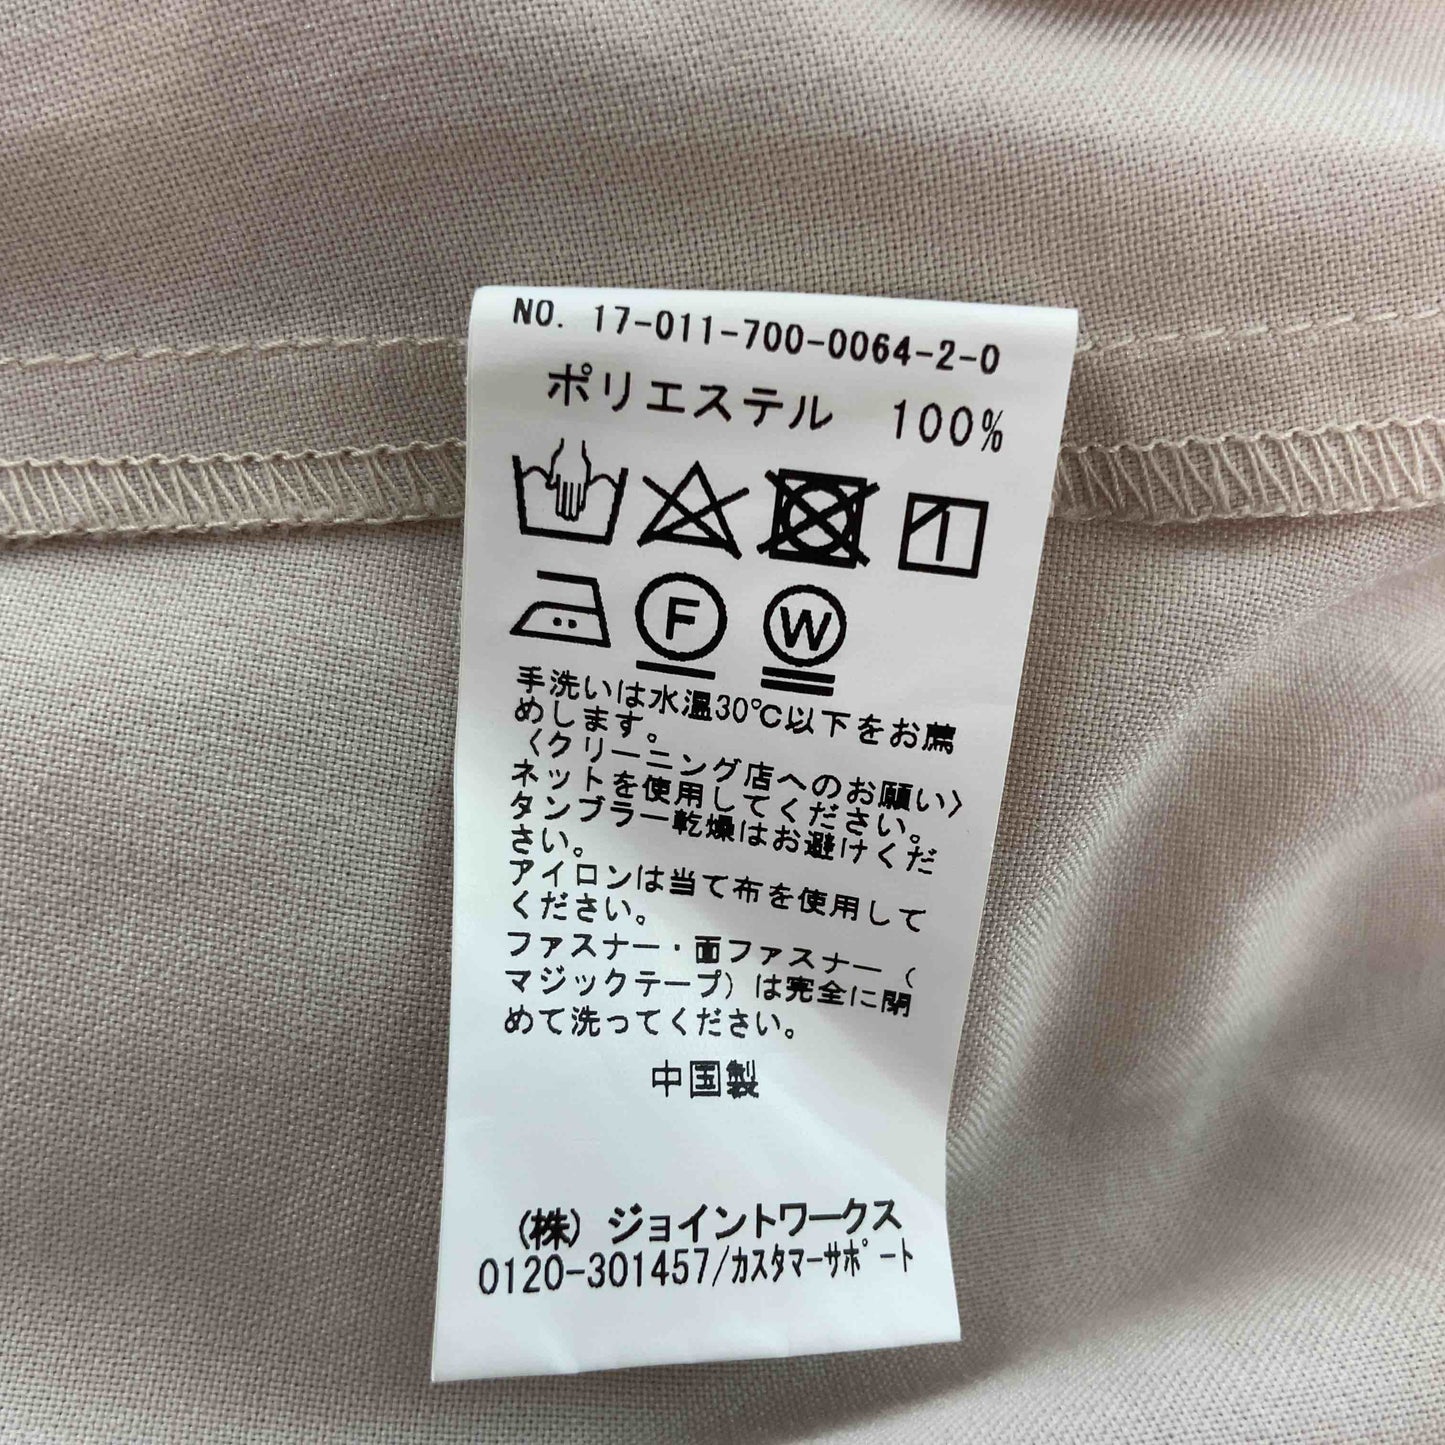 NO. 17-011-700-0064-2-0
ポリエステル 100%
F W
手洗いは水温30℃以下をお薦
めします。
〈クリーニング店へのお願い〉
ネットを使用してください。
タンブラー乾燥はお避けくだ
さい。
アイロンは当て布を使用して
ください。
ファスナー・面ファスナー(
マジックテープ)は完全に閉
めて洗ってください。
中国製
(株)ジョイントワークス
0120-301457/カスタマーサポート